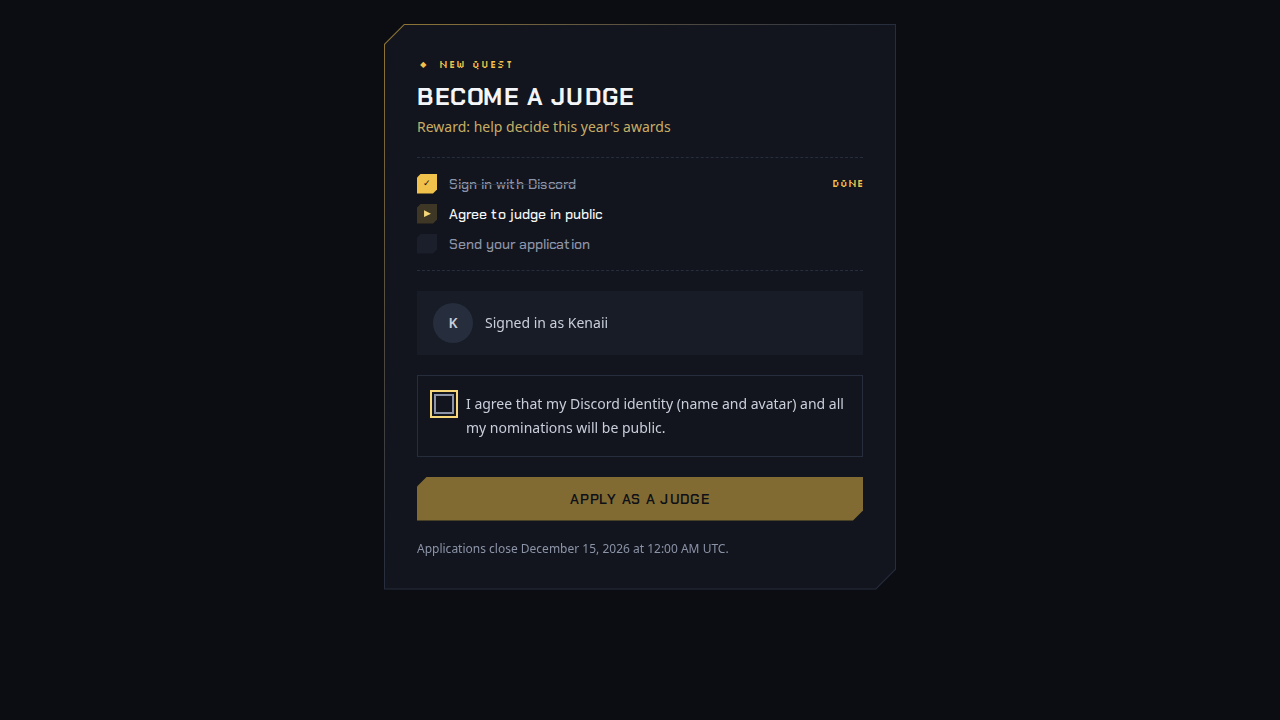 NEW QUEST
BECOME A JUDGE
Reward: help decide this year's awards
Sign in with Discord DONE
Agree to judge in public
Send your application
K Signed in as Kenaii
I agree that my Discord identity (name and avatar) and all
my nominations will be public.
APPLY AS A JUDGE
Applications close December 15, 2026 at 12:00 AM UTC.